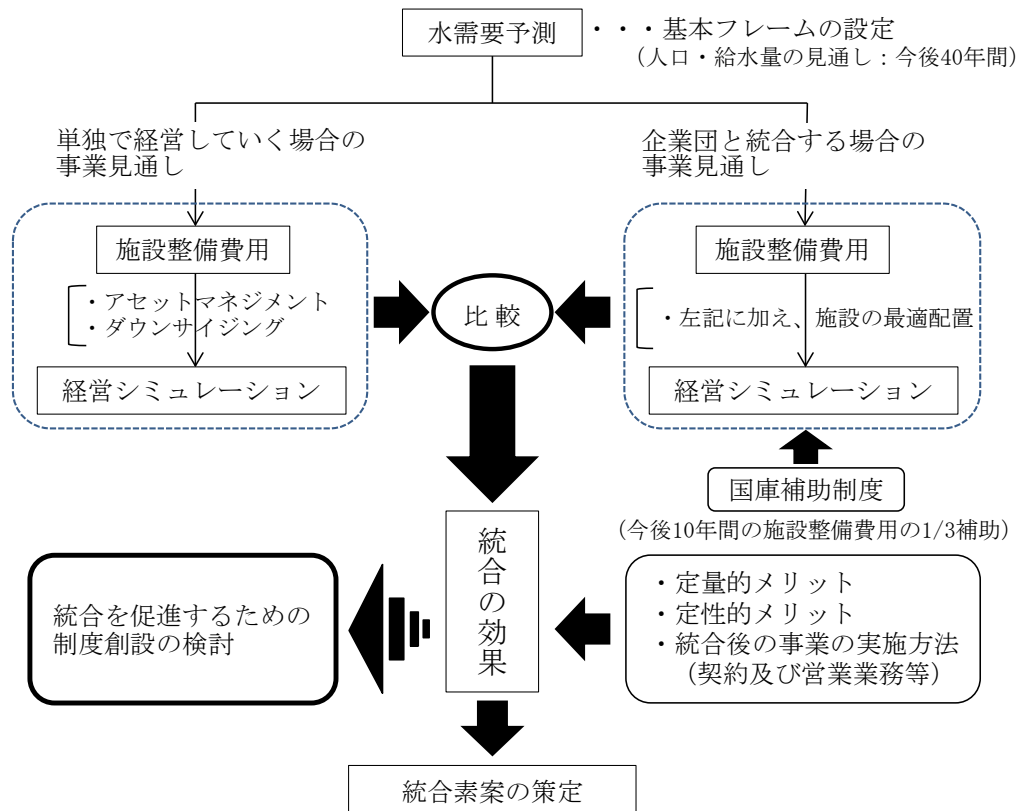 水需要予測
・・・基本フレームの設定
（人口・給水量の見通し：今後40年間）
単独で経営していく場合の
事業見通し
企業団と統合する場合の
事業見通し
施設整備費用
・アセットマネジメント
・ダウンサイジング
経営シミュレーション
比 較
施設整備費用
・左記に加え、施設の最適配置
経営シミュレーション
国庫補助制度
（今後10年間の施設整備費用の1/3補助）
統合の効果
・定量的メリット
・定性的メリット
・統合後の事業の実施方法
（契約及び営業業務等）
統合を促進するための
制度創設の検討
統合素案の策定